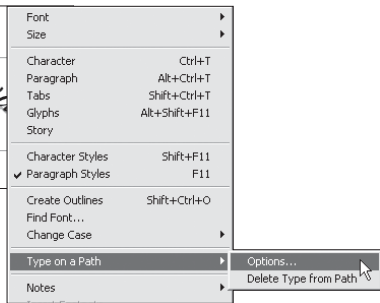 Font
Size
Character Ctrl+T
Paragraph Alt+Ctrl+T
Tabs Shift+Ctrl+T
Glyphs Alt+Shift+F11
Story
Character Styles Shift+F11
Paragraph Styles F11
Create Outlines Shift+Ctrl+O
Find Font...
Change Case
Type on a Path Options...
Delete Type from Path
Notes